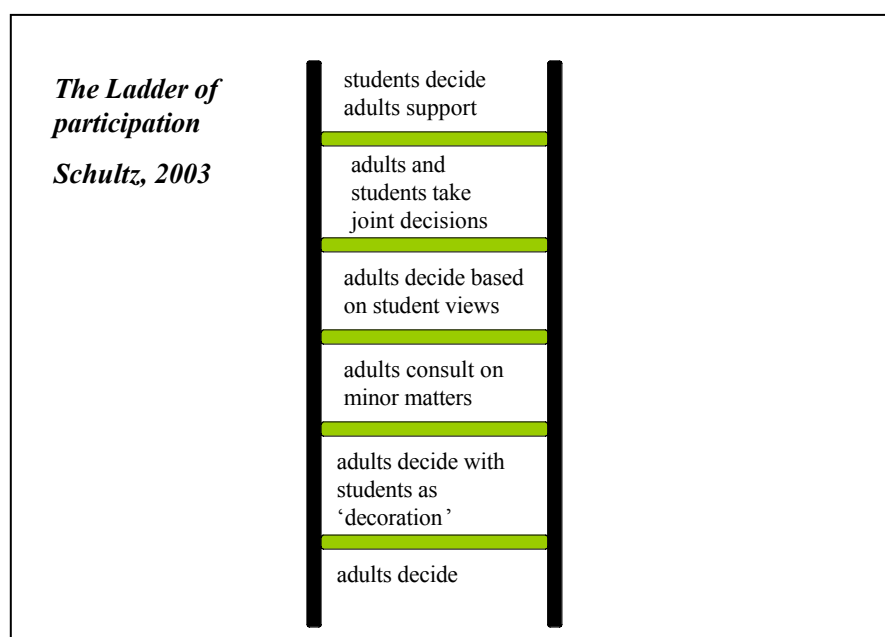 The Ladder of
participation
Schultz, 2003
students decide
adults support
adults and
students take
joint decisions
adults decide based
on student views
adults consult on
minor matters
adults decide with
students as
‘decoration’
adults decide